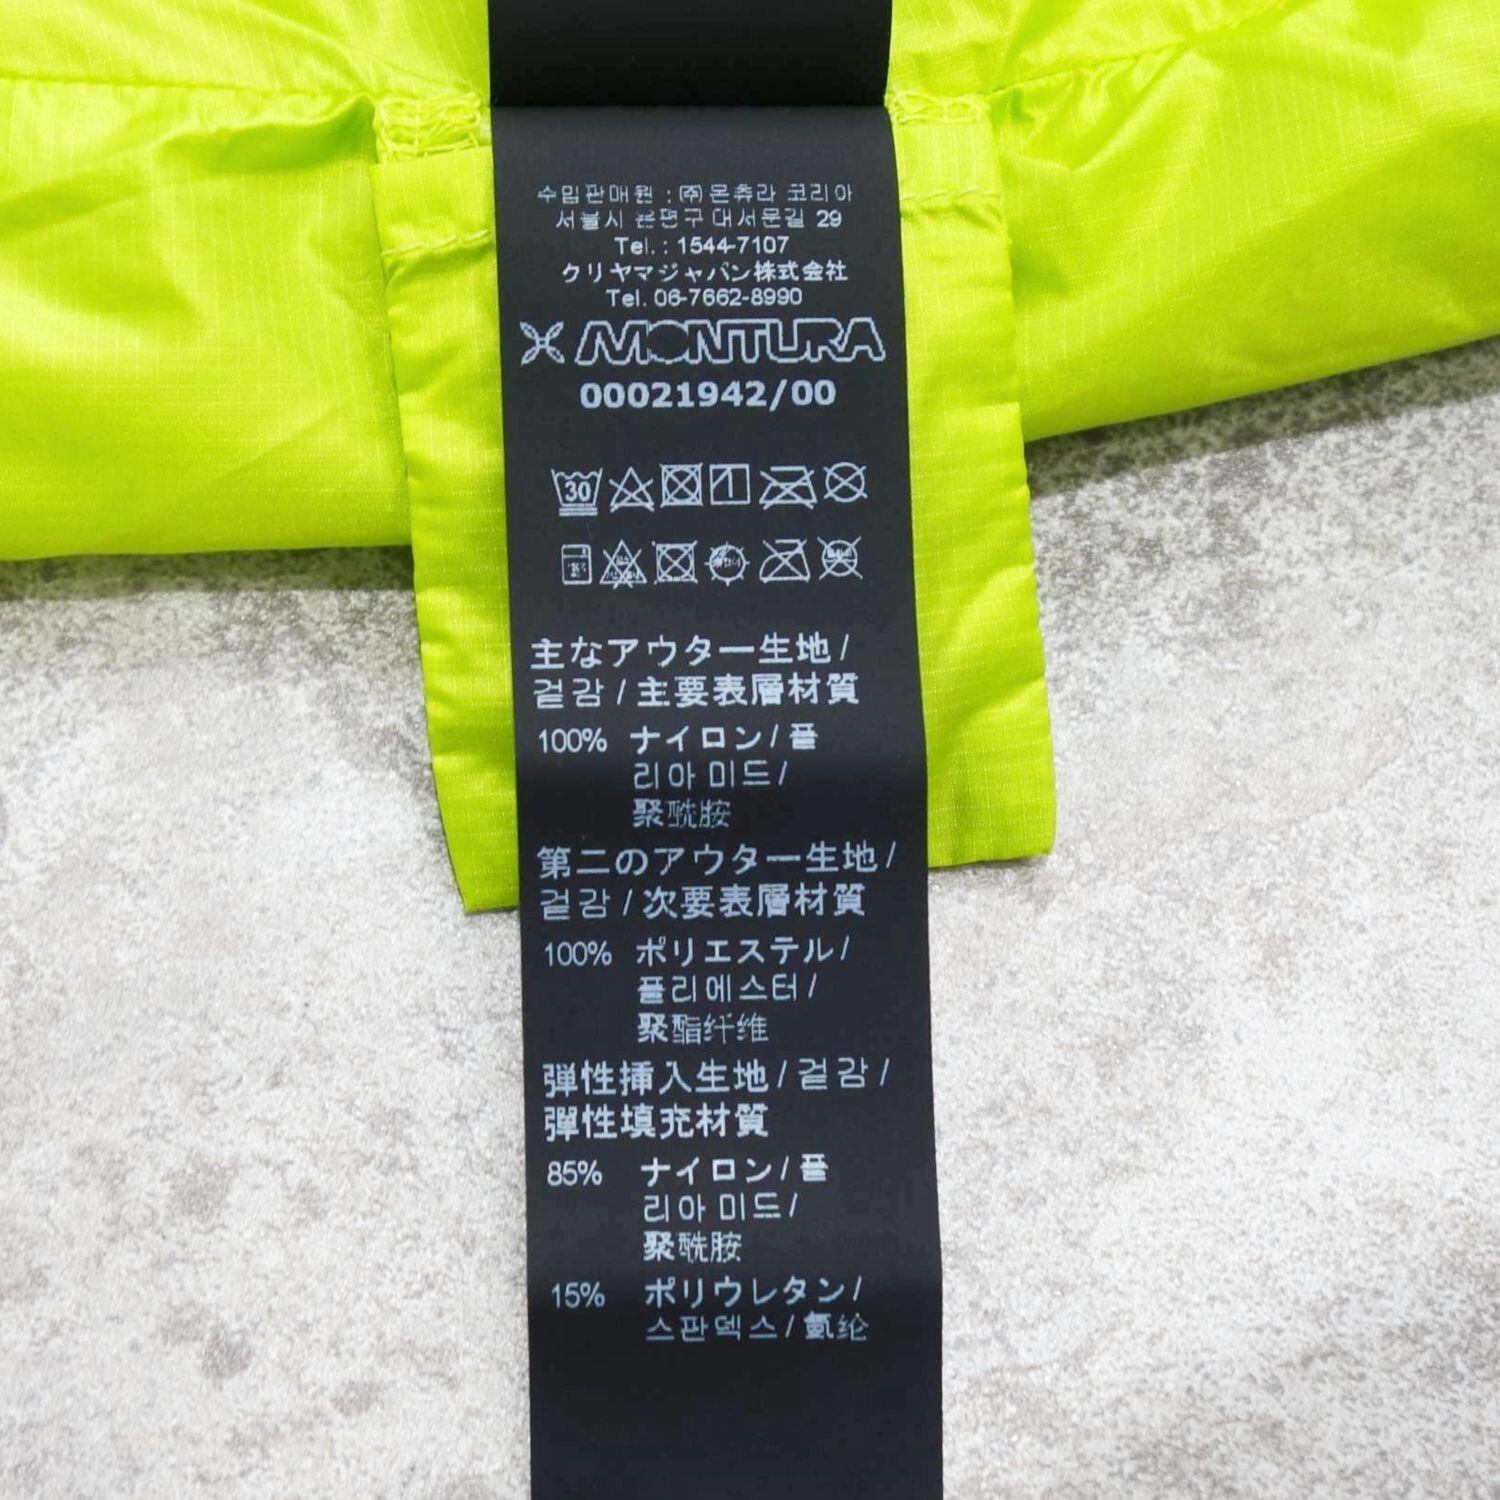 수입판매원 : ㈜ 몬츄라 코리아
서울시 은평구 대서문길 29
Tel. : 1544-7107
クリヤマジャパン株式会社
Tel. 06-7662-8990
MONTURA
00021942/00
30
主なアウター生地/
겉감/主要表層材質
100% ナイロン/폴
리아미드/
聚酰胺
第二のアウター生地/
겉감/次要表層材質
100% ポリエステル/
폴리에스터/
聚酯纤维
弾性挿入生地/겉감/
彈性填充材質
85% ナイロン/폴
리아미드/
聚酰胺
15% ポリウレタン/
스판덱스/氨纶